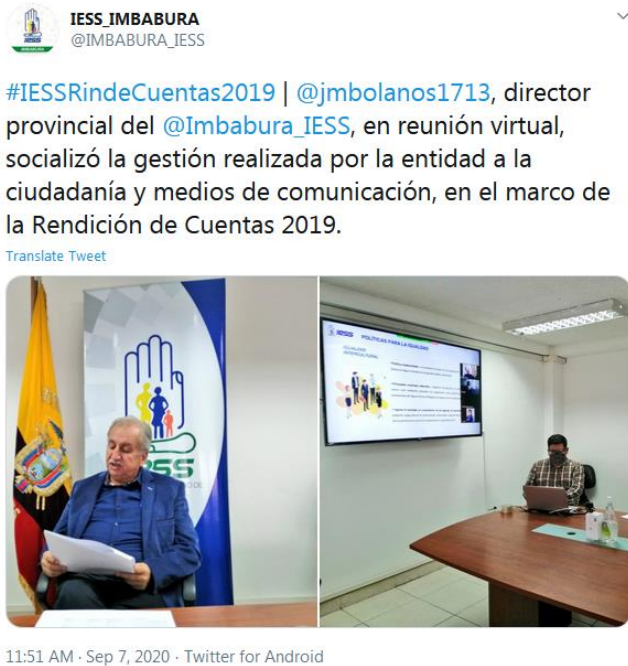 IESS_IMBABURA
@IMBABURA_IESS
#IESSRindeCuentas2019 | @jmbolanos1713, director
provincial del @Imbabura_IESS, en reunión virtual,
socializó la gestión realizada por la entidad a la
ciudadanía y medios de comunicación, en el marco de
la Rendición de Cuentas 2019.
Translate Tweet
IESS
IESS POLÍTICAS PARA LA IGUALDAD
IGUALDAD
INTERCULTURAL
11:51 AM · Sep 7, 2020 · Twitter for Android